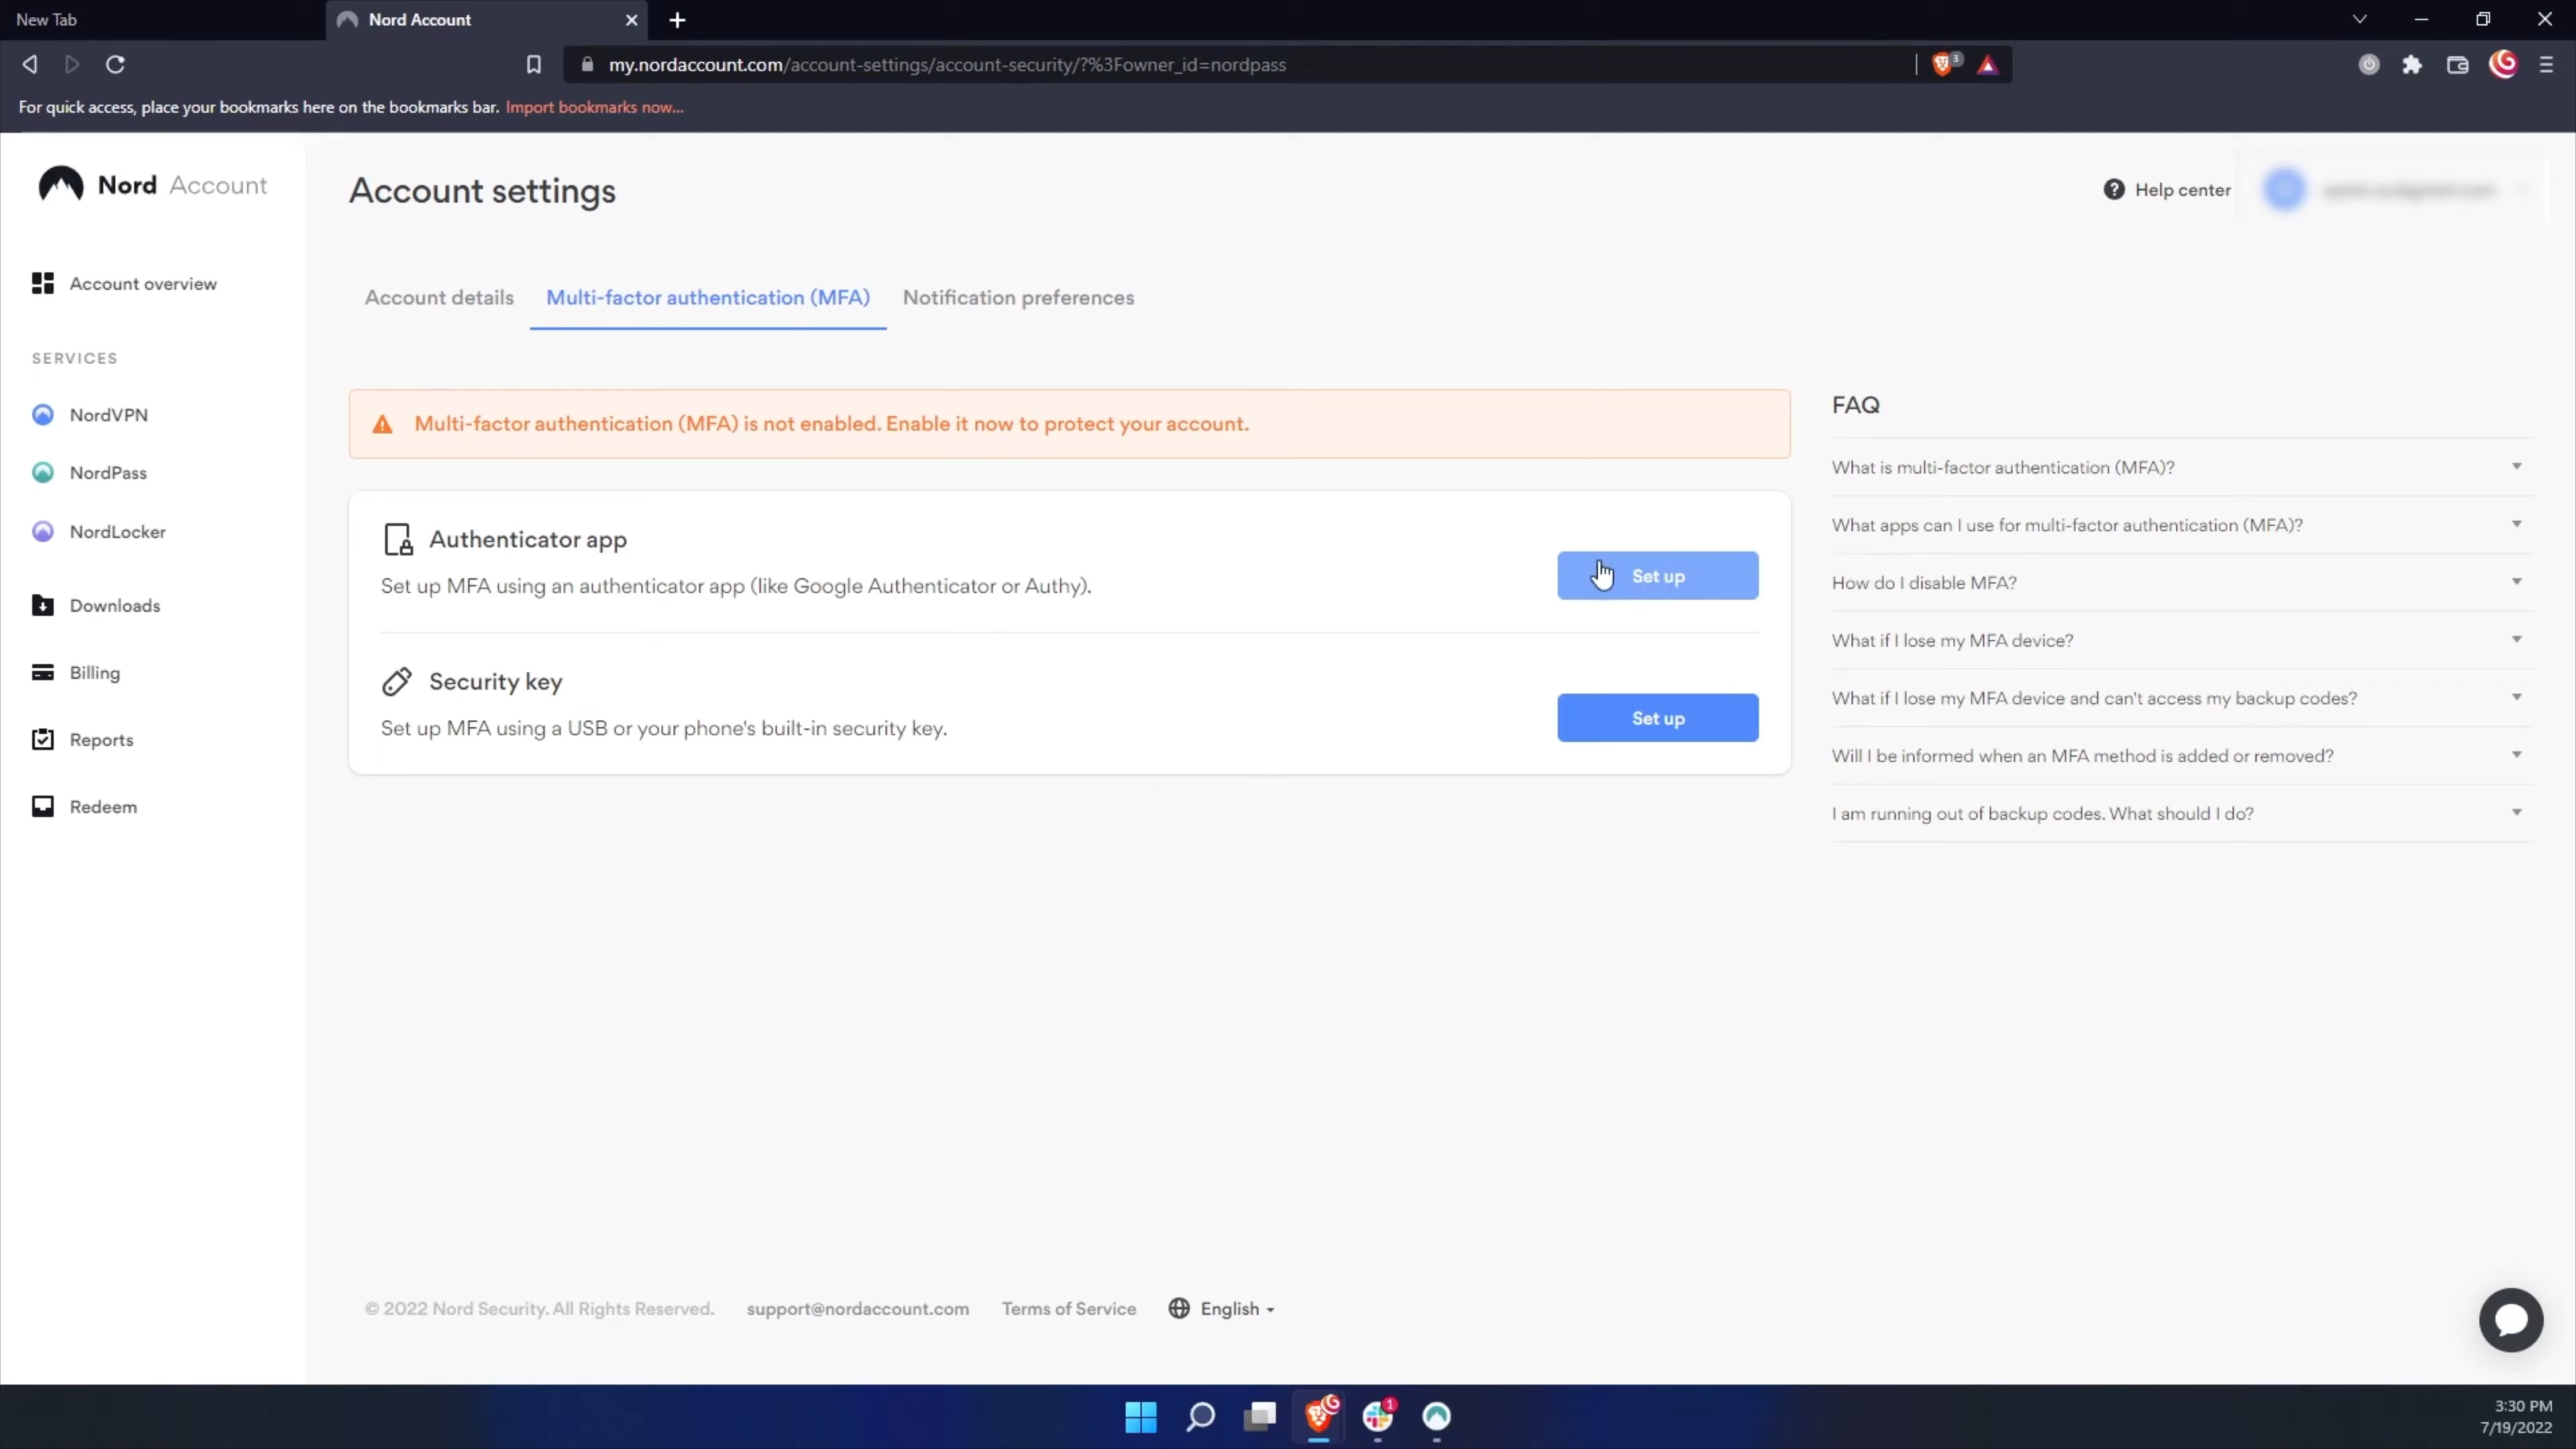 New Tab
Nord Account
my.nordaccount.com/account-settings/account-security/?%3Fowner_id=nordpass
3
For quick access, place your bookmarks here on the bookmarks bar. Import bookmarks now...
Nord Account
Account settings
Help center
Account overview
SERVICES
NordVPN
NordPass
NordLocker
Downloads
Billing
Reports
Redeem
Account details
Multi-factor authentication (MFA)
Notification preferences
Multi-factor authentication (MFA) is not enabled. Enable it now to protect your account.
Authenticator app
Set up MFA using an authenticator app (like Google Authenticator or Authy).
Set up
Security key
Set up MFA using a USB or your phone's built-in security key.
Set up
FAQ
What is multi-factor authentication (MFA)?
What apps can I use for multi-factor authentication (MFA)?
How do I disable MFA?
What if I lose my MFA device?
What if I lose my MFA device and can't access my backup codes?
Will I be informed when an MFA method is added or removed?
I am running out of backup codes. What should I do?
© 2022 Nord Security. All Rights Reserved.
support@nordaccount.com
Terms of Service
English
1
3:30 PM
7/19/2022